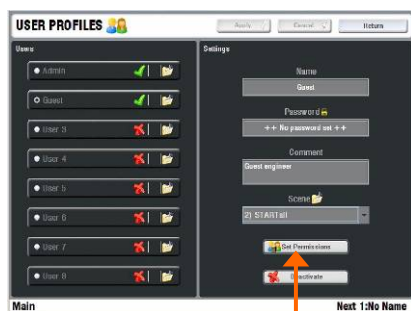 USER PROFILES
Apply
Cancel
Return
Users
Admin
Guest
User 3
User 4
User 5
User 6
User 7
User 8
Settings
Name
Guest
Password
++ No password set ++
Comment
Guest engineer
Scene
2) STARTall
Set Permissions
Deactivate
Main
Next 1:No Name